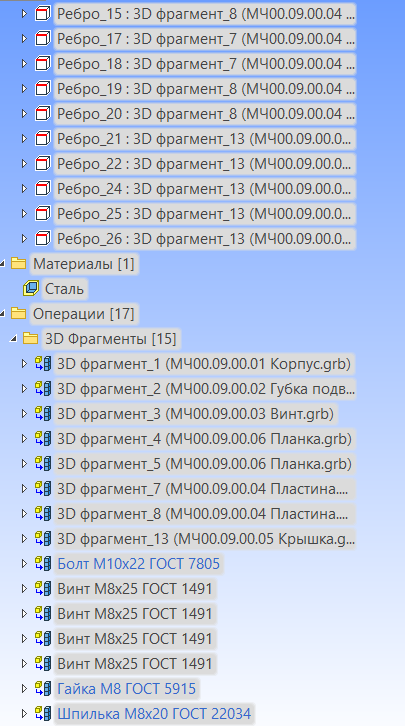 Ребро_15 : 3D фрагмент_8 (МЧ00.09.00.04 ...
Ребро_17 : 3D фрагмент_7 (МЧ00.09.00.04 ...
Ребро_18 : 3D фрагмент_7 (МЧ00.09.00.04 ...
Ребро_19 : 3D фрагмент_8 (МЧ00.09.00.04 ...
Ребро_20 : 3D фрагмент_8 (МЧ00.09.00.04 ...
Ребро_21 : 3D фрагмент_13 (МЧ00.09.00.0...
Ребро_22 : 3D фрагмент_13 (МЧ00.09.00.0...
Ребро_24 : 3D фрагмент_13 (МЧ00.09.00.0...
Ребро_25 : 3D фрагмент_13 (МЧ00.09.00.0...
Ребро_26 : 3D фрагмент_13 (МЧ00.09.00.0...
Материалы [1]
Сталь
Операции [17]
3D Фрагменты [15]
3D фрагмент_1 (МЧ00.09.00.01 Корпус.grb)
3D фрагмент_2 (МЧ00.09.00.02 Губка подв...
3D фрагмент_3 (МЧ00.09.00.03 Винт.grb)
3D фрагмент_4 (МЧ00.09.00.06 Планка.grb)
3D фрагмент_5 (МЧ00.09.00.06 Планка.grb)
3D фрагмент_7 (МЧ00.09.00.04 Пластина....
3D фрагмент_8 (МЧ00.09.00.04 Пластина....
3D фрагмент_13 (МЧ00.09.00.05 Крышка.g...
Болт М10х22 ГОСТ 7805
Винт М8х25 ГОСТ 1491
Винт М8х25 ГОСТ 1491
Винт М8х25 ГОСТ 1491
Винт М8х25 ГОСТ 1491
Гайка М8 ГОСТ 5915
Шпилька М8х20 ГОСТ 22034